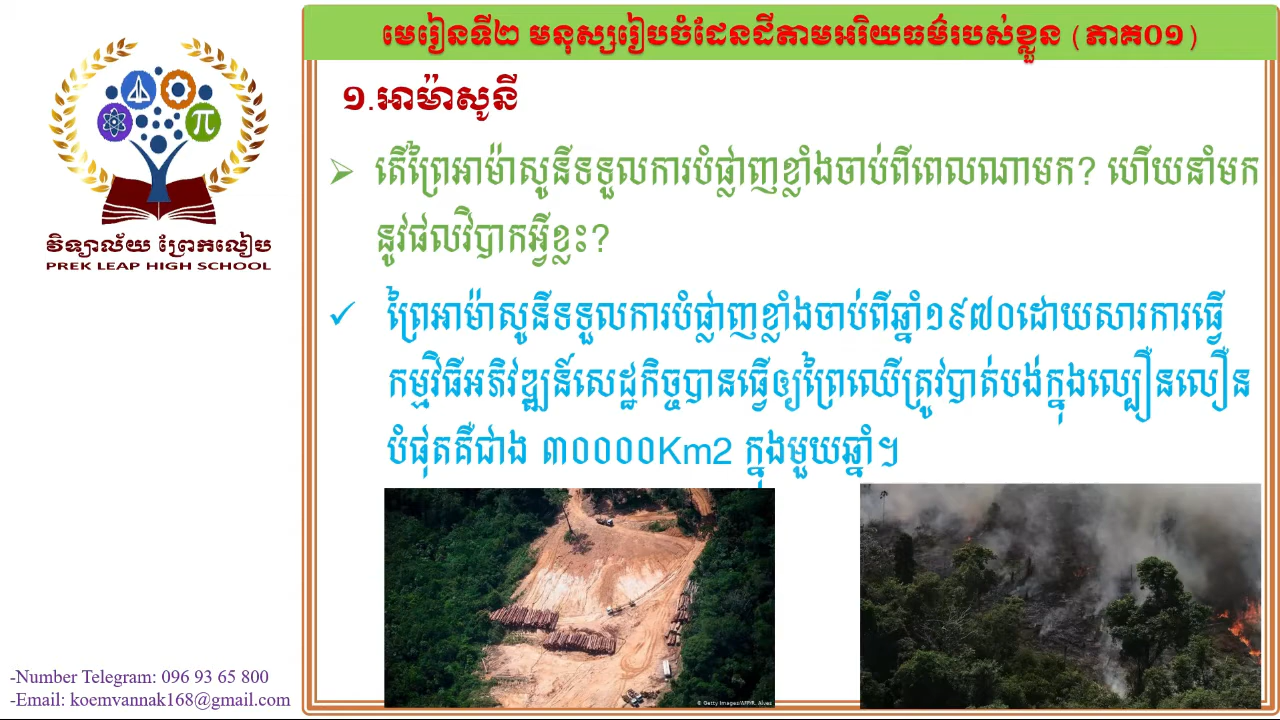 មេរៀនទី២ មនុស្សរៀបចំដែនដីតាមអរិយធម៌របស់ខ្លួន (ភាគ០១)
១.អាម៉ាសូនី
តើព្រៃអាម៉ាសូនីទទួលការបំផ្លាញខ្លាំងចាប់ពីពេលណាមក? ហើយនាំមក
នូវផលវិបាកអ្វីខ្លះ?
ព្រៃអាម៉ាសូនីទទួលការបំផ្លាញខ្លាំងចាប់ពីឆ្នាំ១៩៧០ដោយសារការធ្វើ
កម្មវិធីអភិវឌ្ឍន៍សេដ្ឋកិច្ចបានធ្វើឲ្យព្រៃឈើត្រូវបាត់បង់ក្នុងល្បឿនលឿន
បំផុតគឺជាង ៣០០០០Km2 ក្នុងមួយឆ្នាំ។
វិទ្យាល័យ ព្រែកលៀប
PREK LEAP HIGH SCHOOL
-Number Telegram: 096 93 65 800
-Email: koemvannak168@gmail.com
© Getty Images/AFP/R. Alves